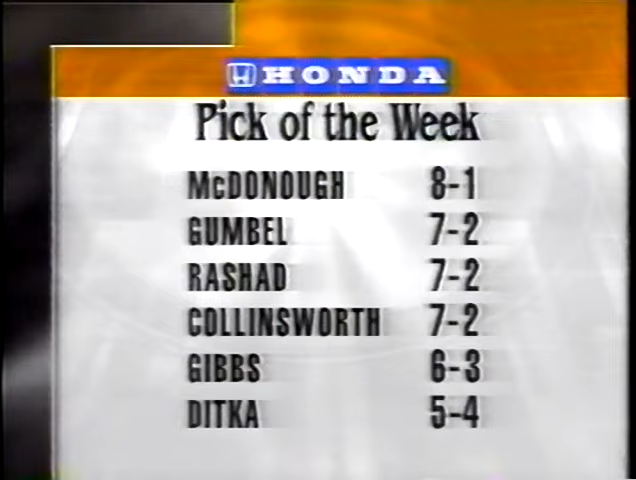 HONDA
Pick of the Week
McDONOUGH 8-1
GUMBEL 7-2
RASHAD 7-2
COLLINSWORTH 7-2
GIBBS 6-3
DITKA 5-4